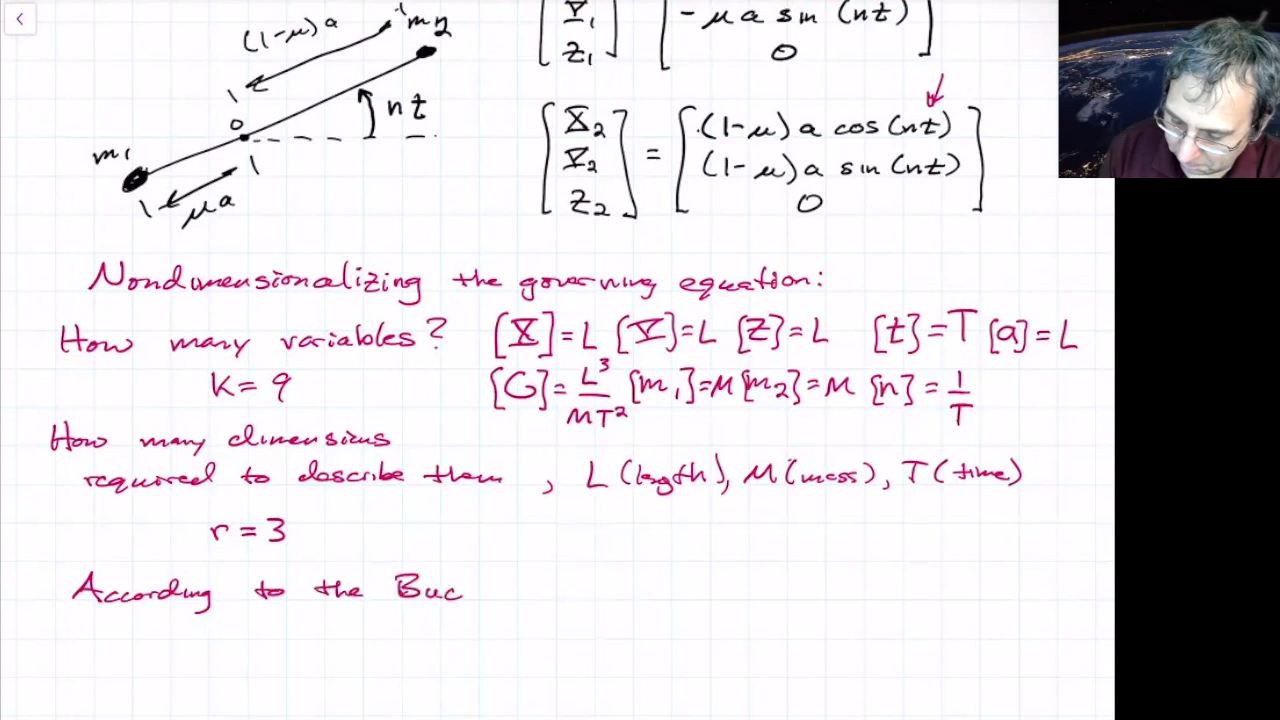 (1-μ)a
m2
nt
0
m1
μa
[Y1 Z1] [-μ a sin (nt) 0]
[X2 Y2 Z2] = [(1-μ) a cos(nt) (1-μ) a sin(nt) 0]
Nondimensionalizing the governing equation:
How many variables? [X]=L [Y]=L [Z]=L [t]=T [a]=L
k=9 [G]=L³/MT² [m1]=M [m2]=M [n]=1/T
How many dimensions
required to describe them, L (length), M (mass), T (time)
r=3
According to the Buc